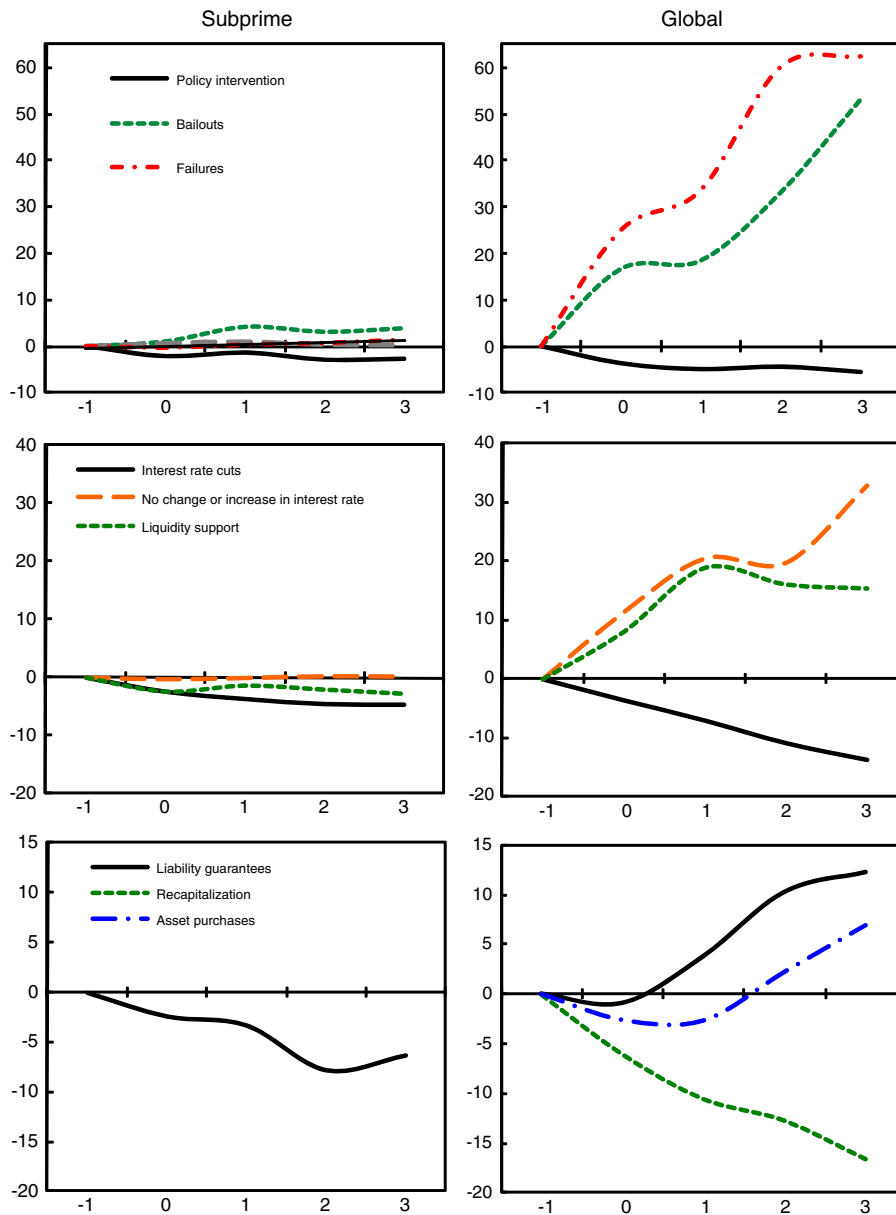 Subprime
Global
60
50
40
30
20
10
0
-10
Policy intervention
Bailouts
Failures
-1 0 1 2 3
60
50
40
30
20
10
0
-10
-1 0 1 2 3
40
30
20
10
0
-10
-20
Interest rate cuts
No change or increase in interest rate
Liquidity support
-1 0 1 2 3
40
30
20
10
0
-10
-20
-1 0 1 2 3
15
10
5
0
-5
-10
-15
-20
Liability guarantees
Recapitalization
Asset purchases
-1 0 1 2 3
15
10
5
0
-5
-10
-15
-20
-1 0 1 2 3